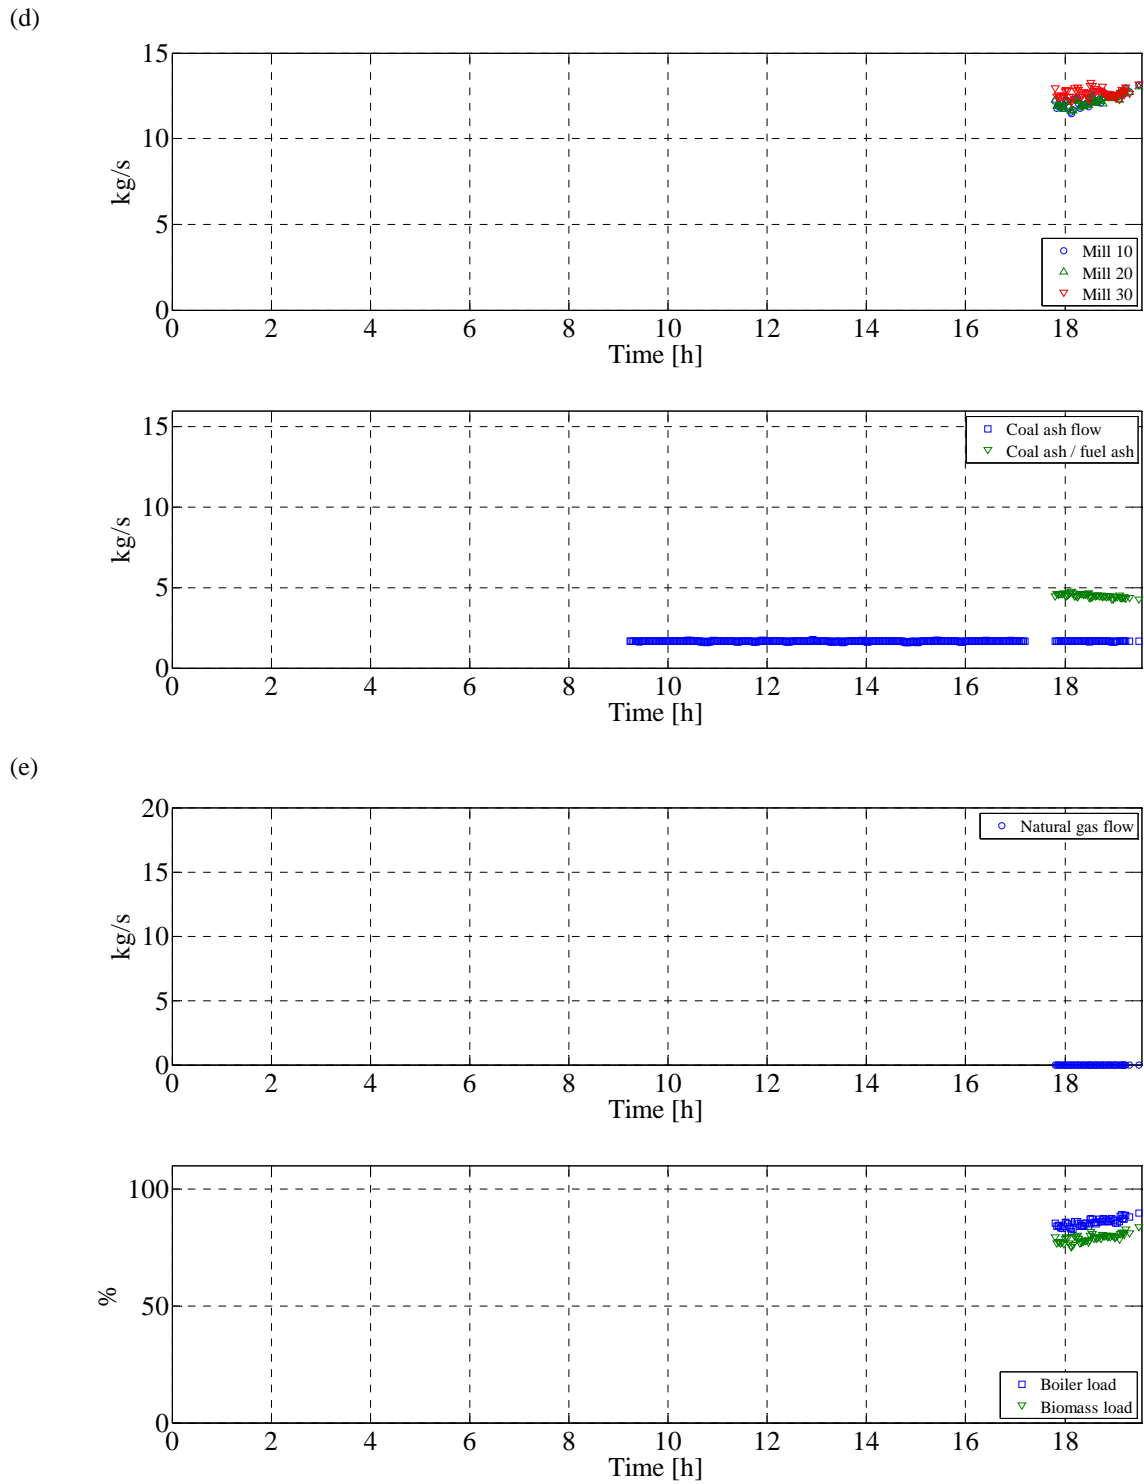 (d)
15
10
5
0
kg/s
Mill 10
Mill 20
Mill 30
0 2 4 6 8 10 12 14 16 18
Time [h]
15
10
5
0
kg/s
Coal ash flow
Coal ash / fuel ash
0 2 4 6 8 10 12 14 16 18
Time [h]
(e)
20
15
10
5
0
kg/s
Natural gas flow
0 2 4 6 8 10 12 14 16 18
Time [h]
100
50
0
%
Boiler load
Biomass load
0 2 4 6 8 10 12 14 16 18
Time [h]